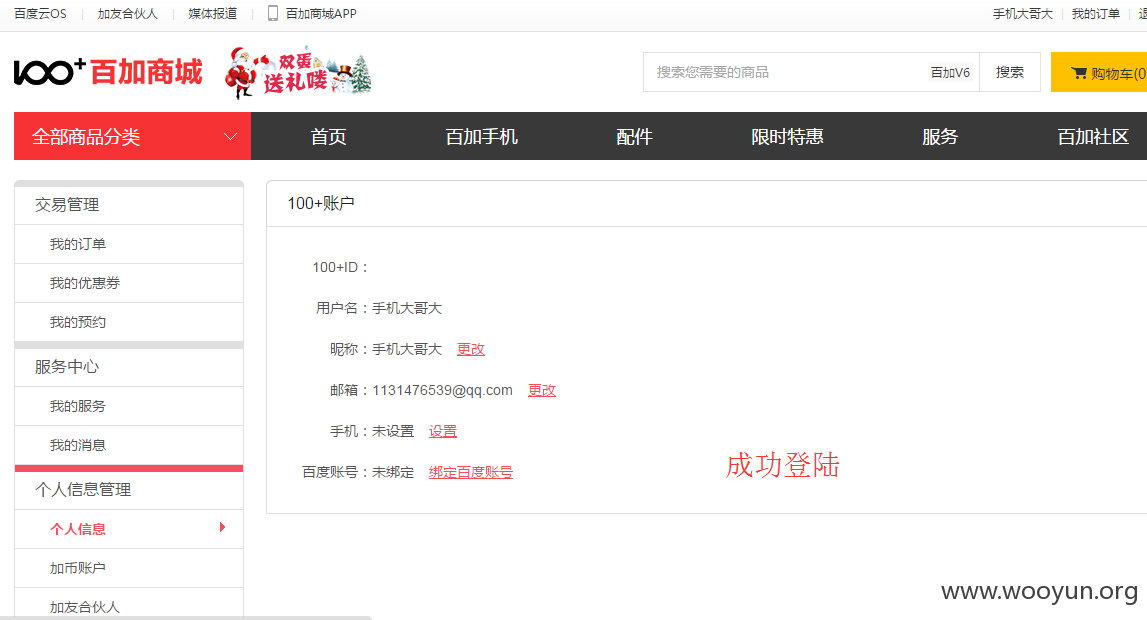 百度云OS 加友合伙人 媒体报道 百加商城APP 手机大哥大 我的订单
100+百加商城 双蛋送礼喽 搜索您需要的商品 百加V6 搜索 购物车(0
全部商品分类 首页 百加手机 配件 限时特惠 服务 百加社区
交易管理
我的订单
我的优惠券
我的预约
服务中心
我的服务
我的消息
个人信息管理
个人信息
加币账户
加友合伙人
100+账户
100+ID：
用户名：手机大哥大
昵称：手机大哥大 更改
邮箱：1131476539@qq.com 更改
手机：未设置 设置
百度账号：未绑定 绑定百度账号
成功登陆
www.wooyun.org